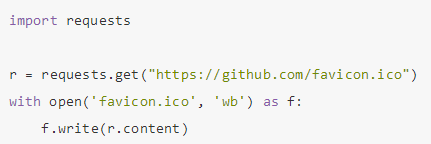 import requests

r = requests.get("https://github.com/favicon.ico")
with open('favicon.ico', 'wb') as f:
    f.write(r.content)